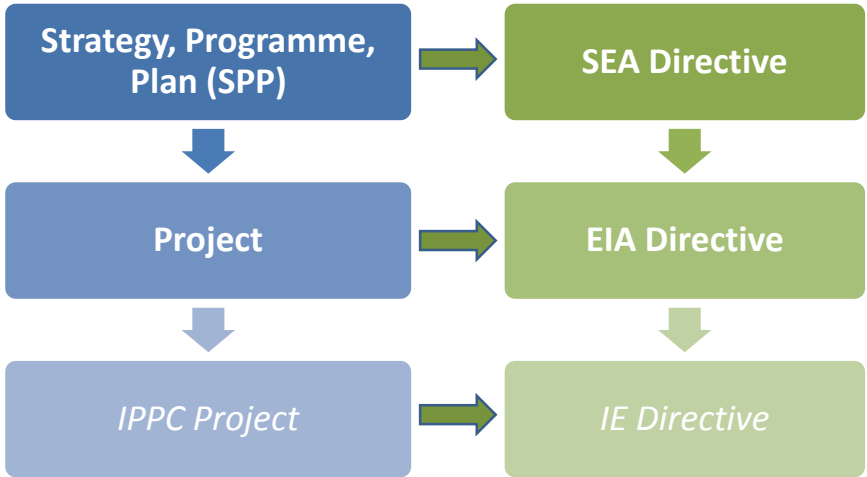 Strategy, Programme,
Plan (SPP)
SEA Directive
Project
EIA Directive
IPPC Project
IE Directive